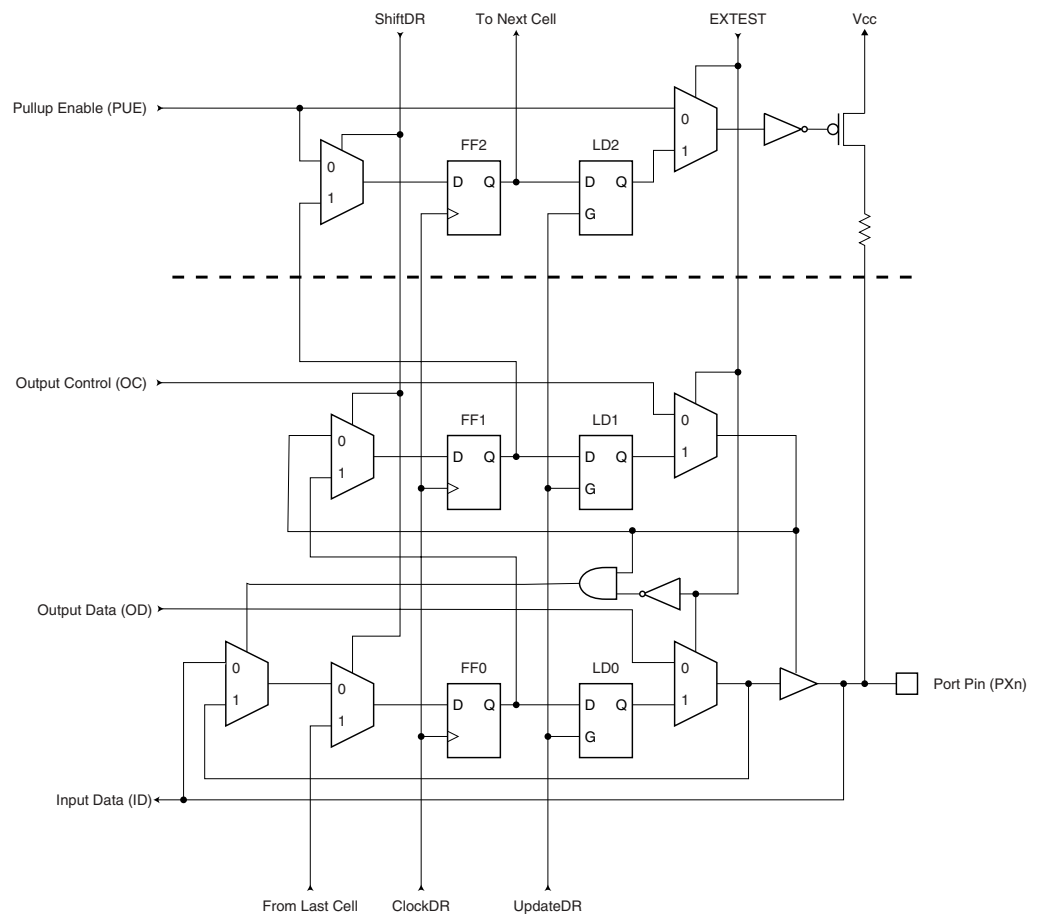 ShiftDR To Next Cell EXTEST Vcc
Pullup Enable (PUE)
0
FF2 LD2
0
1
1
D Q D Q
G
Output Control (OC)
0
FF1 LD1
0
1
1
D Q D Q
G
Output Data (OD)
0
0
FF0 LD0
0
1
1
1
D Q D Q
G
Port Pin (PXn)
Input Data (ID)
From Last Cell ClockDR UpdateDR